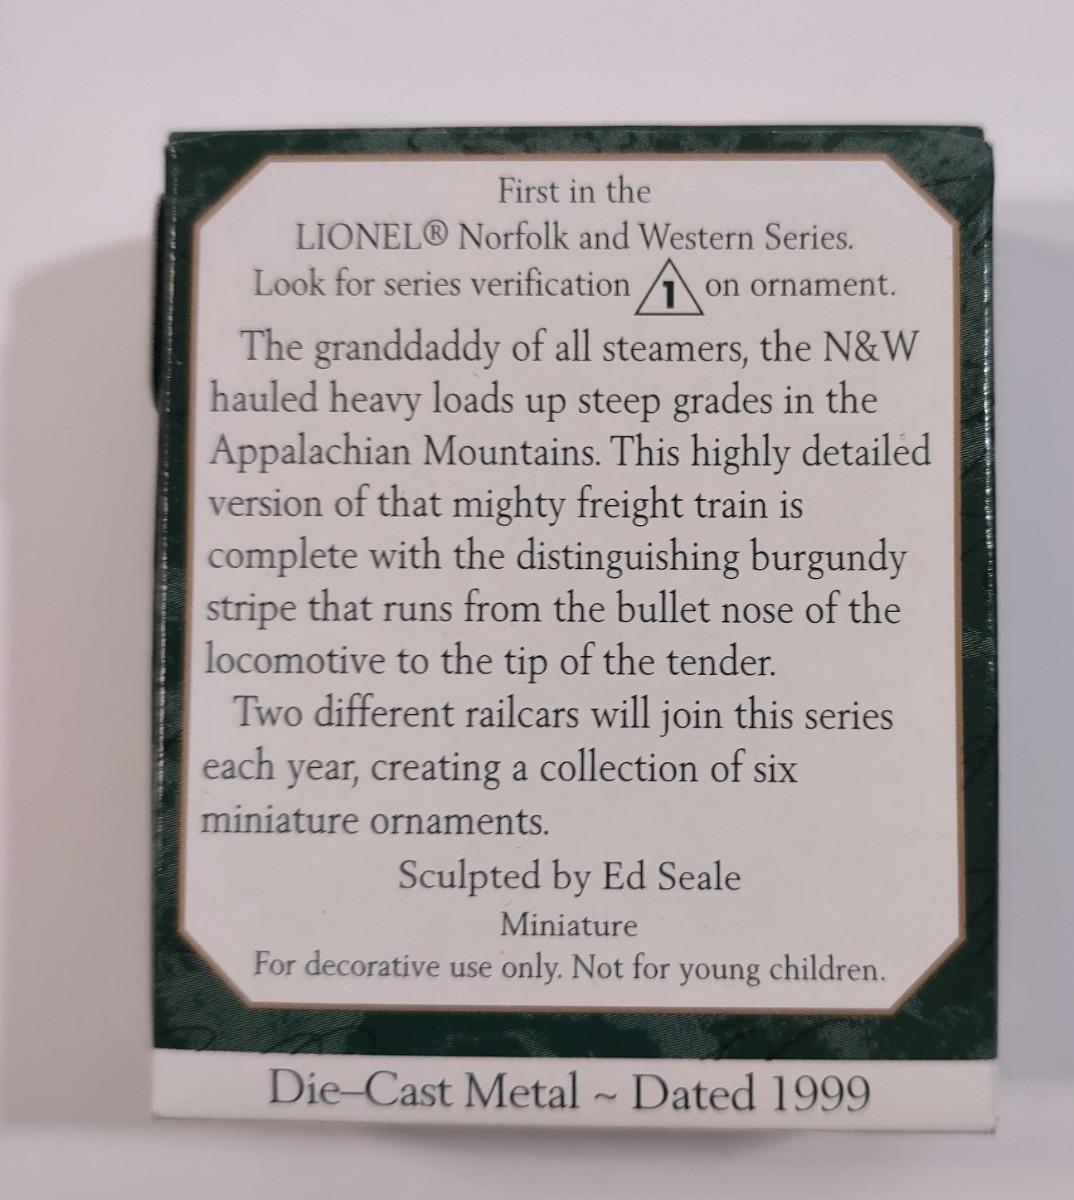 First in the
LIONEL® Norfolk and Western Series.
Look for series verification 1 on ornament.
The granddaddy of all steamers, the N&W
hauled heavy loads up steep grades in the
Appalachian Mountains. This highly detailed
version of that mighty freight train is
complete with the distinguishing burgundy
stripe that runs from the bullet nose of the
locomotive to the tip of the tender.
Two different railcars will join this series
each year, creating a collection of six
miniature ornaments.
Sculpted by Ed Seale
Miniature
For decorative use only. Not for young children.
Die–Cast Metal ~ Dated 1999